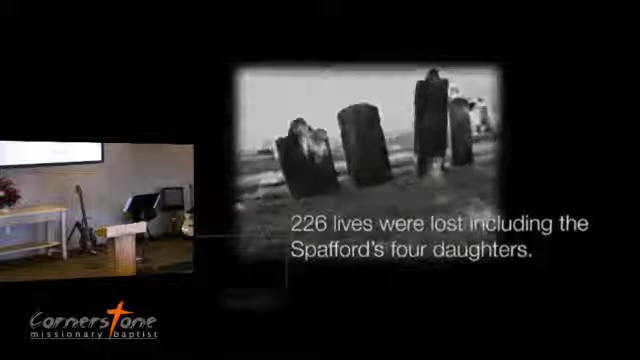 226 lives were lost including the
Spafford's four daughters.
Cornerstone
missionary baptist